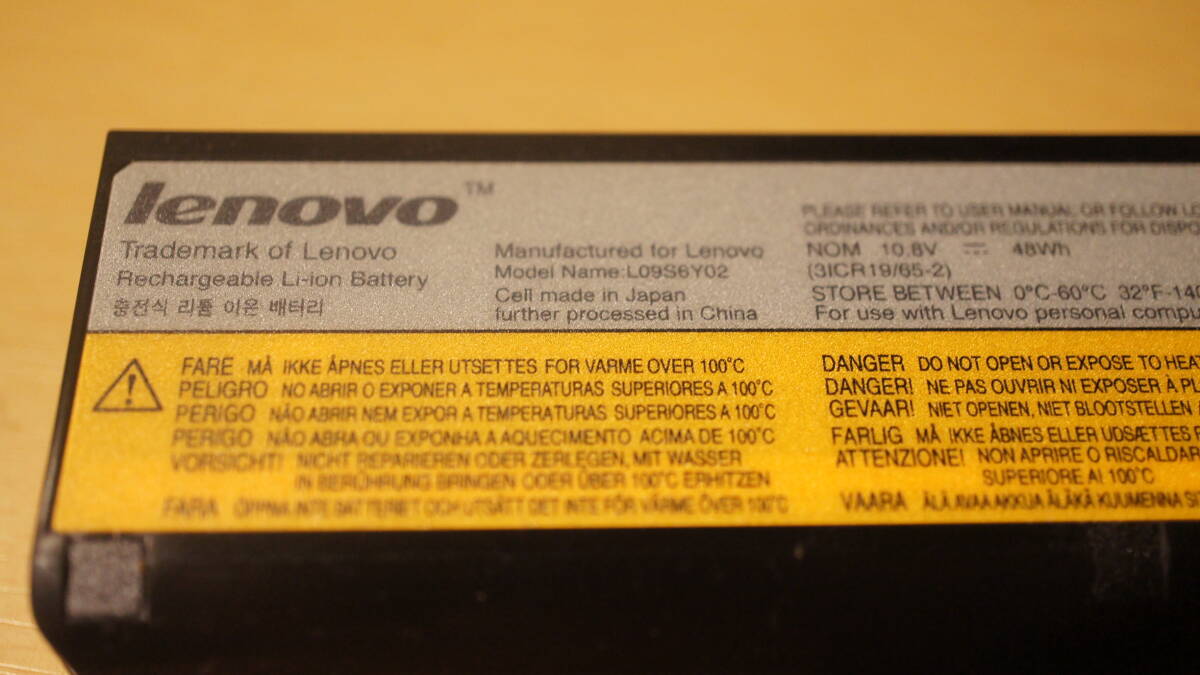 lenovo™
Trademark of Lenovo
Rechargeable Li-ion Battery
충전식 리튬 이온 배터리
Manufactured for Lenovo
Model Name:L09S6Y02
Cell made in Japan
further processed in China
PLEASE REFER TO USER MANUAL OR FOLLOW
ORDINANCES AND/OR REGULATIONS FOR
NOM 10.8V ⎓ 48Wh
(3ICR19/65-2)
STORE BETWEEN 0°C-60°C 32°F-140
For use with Lenovo personal compu
⚠
FARE MÅ IKKE ÅPNES ELLER UTSETTES FOR VARME OVER 100°C
PELIGRO NO ABRIR O EXPONER A TEMPERATURAS SUPERIORES A 100°C
PERIGO NÃO ABRIR NEM EXPOR A TEMPERATURAS SUPERIORES A 100°C
PERIGO NÃO ABRA OU EXPONHA A AQUECIMENTO ACIMA DE 100°C
VORSICHT! NICHT REPARIEREN ODER ZERLEGEN, MIT WASSER
IN BERÜHRUNG BRINGEN ODER ÜBER 100°C ERHITZEN
FARA ÖPPNA INTE BATTERIET OCH UTSÄTT DET INTE FÖR VÄRME ÖVER 100°C
DANGER DO NOT OPEN OR EXPOSE TO HEA
DANGER! NE PAS OUVRIR NI EXPOSER À PL
GEVAAR! NIET OPENEN, NIET BLOOTSTELLEN
FARLIG MÅ IKKE ÅBNES ELLER UDSÆTTES F
ATTENZIONE! NON APRIRE O RISCALDAR
SUPERIORE AI 100°C
VAARA ÄLÄ AVAA AKKUA ÄLÄKÄ KUUMENNA S